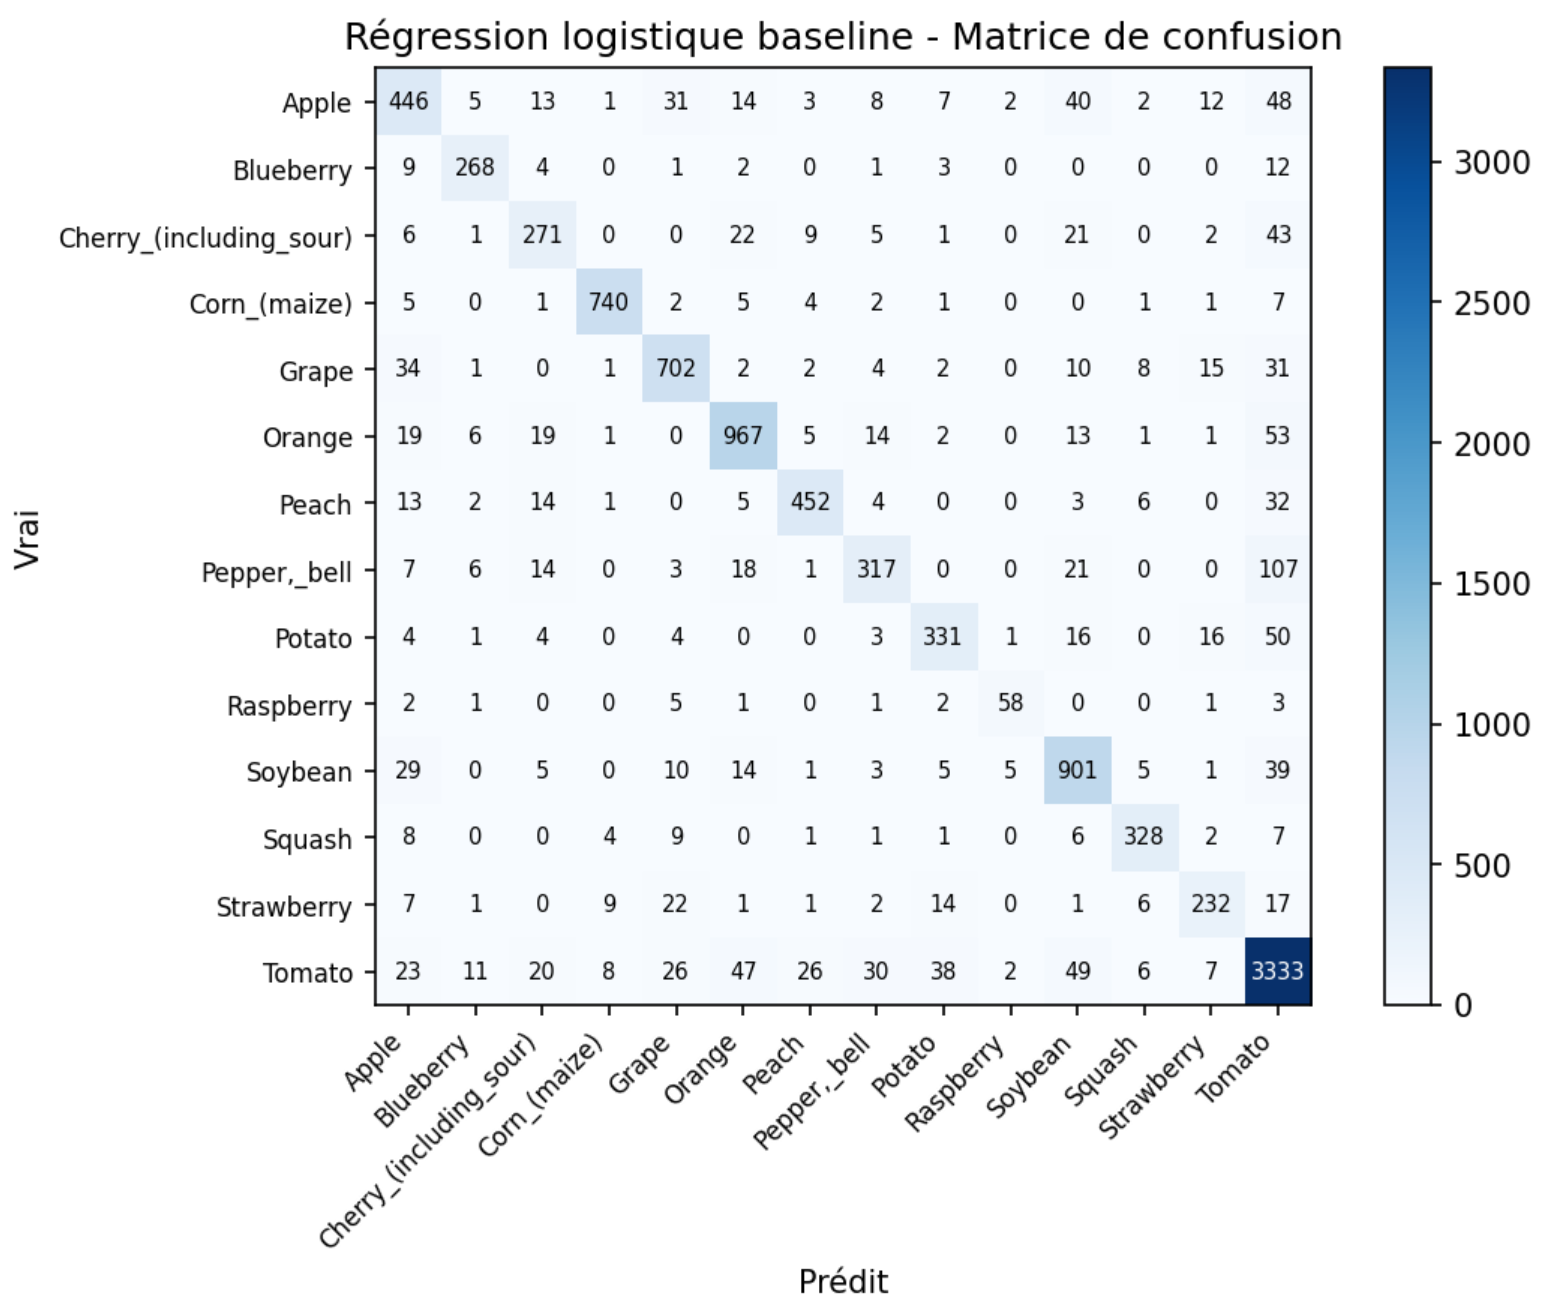 Régression logistique baseline - Matrice de confusion
Apple 446 5 13 1 31 14 3 8 7 2 40 2 12 48
Blueberry 9 268 4 0 1 2 0 1 3 0 0 0 0 12
Cherry_(including_sour) 6 1 271 0 0 22 9 5 1 0 21 0 2 43
Corn_(maize) 5 0 1 740 2 5 4 2 1 0 0 1 1 7
Grape 34 1 0 1 702 2 2 4 2 0 10 8 15 31
Orange 19 6 19 1 0 967 5 14 2 0 13 1 1 53
Peach 13 2 14 1 0 5 452 4 0 0 3 6 0 32
Pepper,_bell 7 6 14 0 3 18 1 317 0 0 21 0 0 107
Potato 4 1 4 0 4 0 0 3 331 1 16 0 16 50
Raspberry 2 1 0 0 5 1 0 1 2 58 0 0 1 3
Soybean 29 0 5 0 10 14 1 3 5 5 901 5 1 39
Squash 8 0 0 4 9 0 1 1 1 0 6 328 2 7
Strawberry 7 1 0 9 22 1 1 2 14 0 1 6 232 17
Tomato 23 11 20 8 26 47 26 30 38 2 49 6 7 3333
Apple Blueberry Cherry_(including_sour) Corn_(maize) Grape Orange Peach Pepper,_bell Potato Raspberry Soybean Squash Strawberry Tomato
Vrai
Prédit
3000
2500
2000
1500
1000
500
0